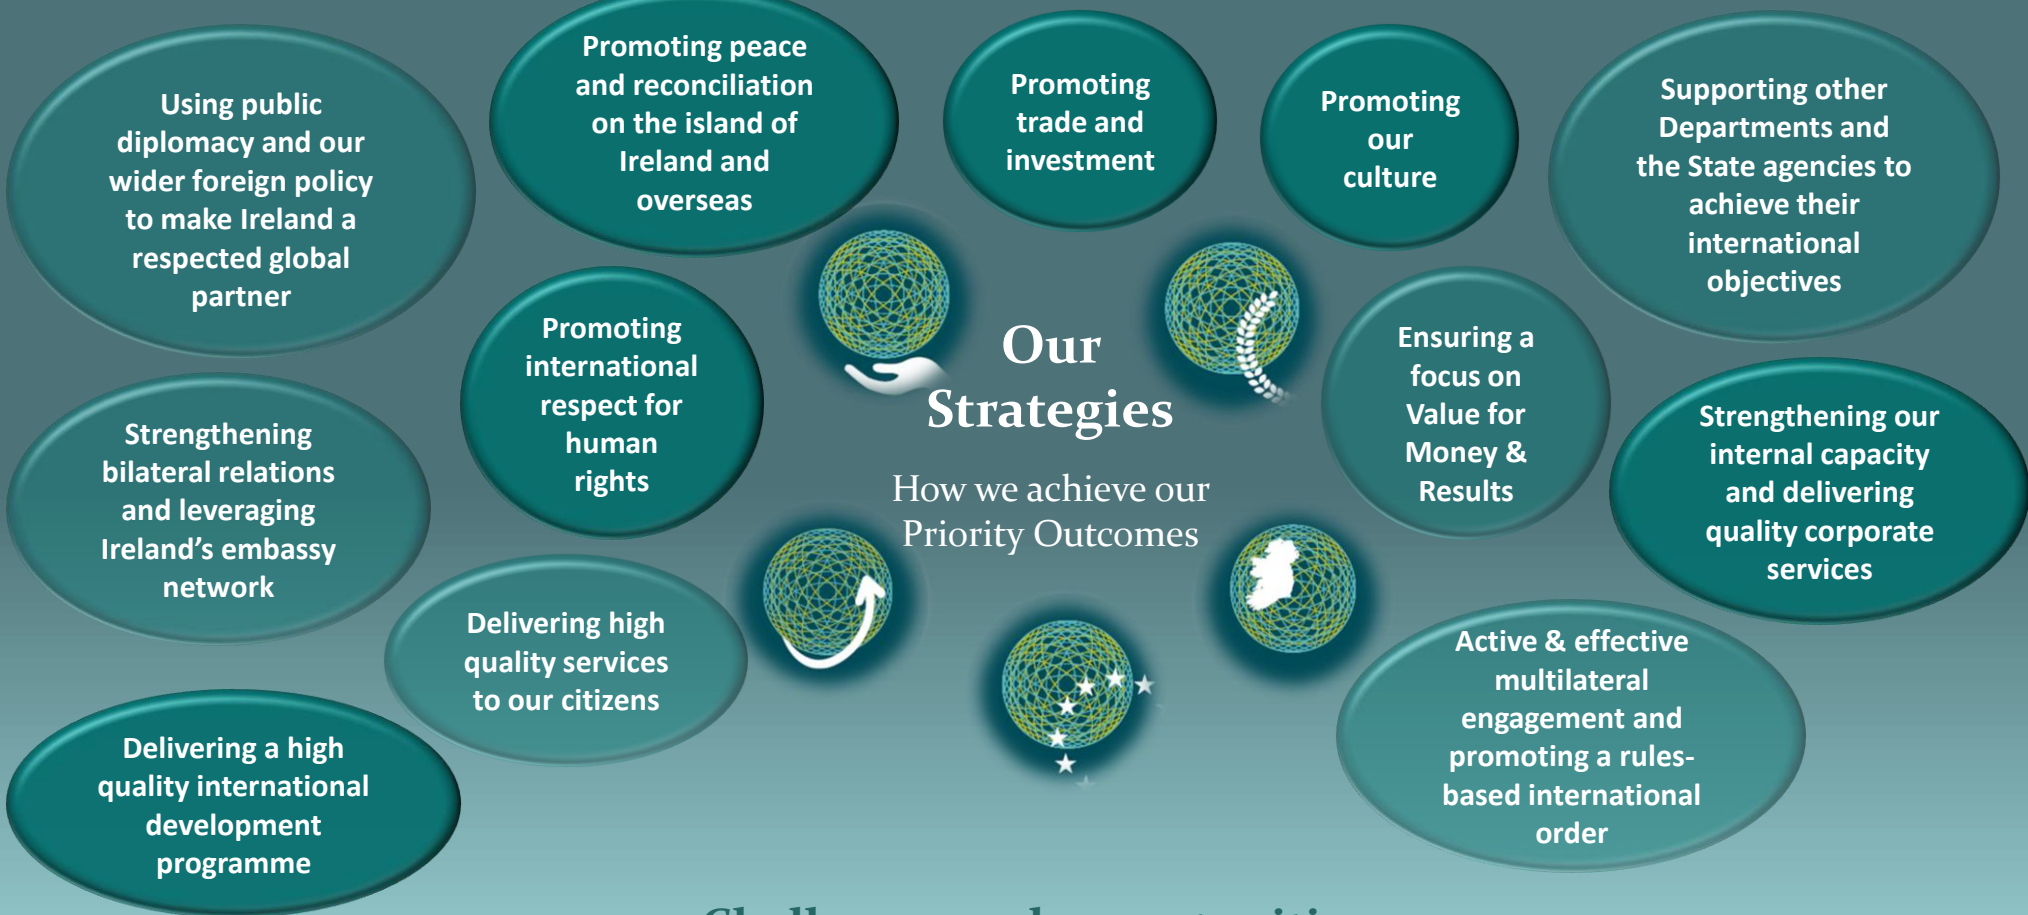 Using public
diplomacy and our
wider foreign policy
to make Ireland a
respected global
partner
Promoting peace
and reconciliation
on the island of
Ireland and
overseas
Promoting
trade and
investment
Promoting
our
culture
Supporting other
Departments and
the State agencies to
achieve their
international
objectives
Promoting
international
respect for
human
rights
Our
Strategies
How we achieve our
Priority Outcomes
Ensuring a
focus on
Value for
Money &
Results
Strengthening our
internal capacity
and delivering
quality corporate
services
Strengthening
bilateral relations
and leveraging
Ireland's embassy
network
Delivering high
quality services
to our citizens
Active & effective
multilateral
engagement and
promoting a rules-
based international
order
Delivering a high
quality international
development
programme